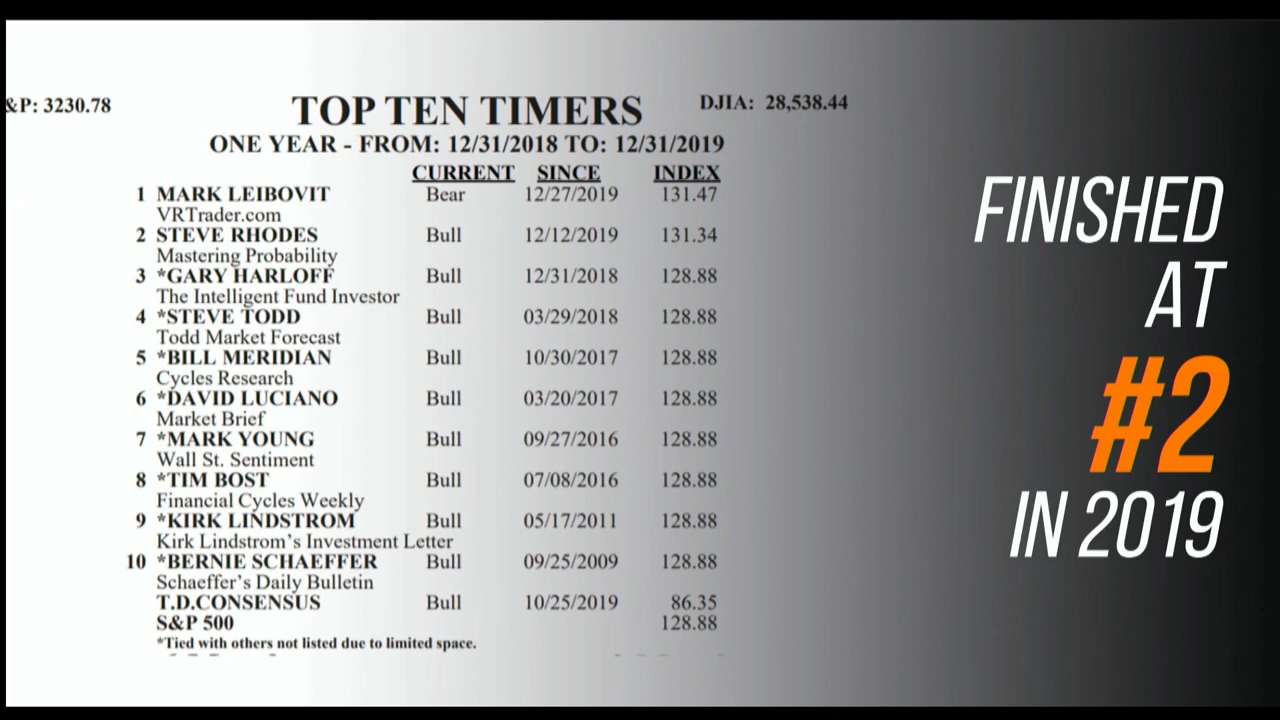 &P: 3230.78
TOP TEN TIMERS
DJIA: 28,538.44
ONE YEAR - FROM: 12/31/2018 TO: 12/31/2019
CURRENT SINCE INDEX
1 MARK LEIBOVIT Bear 12/27/2019 131.47
VRTrader.com
2 STEVE RHODES Bull 12/12/2019 131.34
Mastering Probability
3 *GARY HARLOFF Bull 12/31/2018 128.88
The Intelligent Fund Investor
4 *STEVE TODD Bull 03/29/2018 128.88
Todd Market Forecast
5 *BILL MERIDIAN Bull 10/30/2017 128.88
Cycles Research
6 *DAVID LUCIANO Bull 03/20/2017 128.88
Market Brief
7 *MARK YOUNG Bull 09/27/2016 128.88
Wall St. Sentiment
8 *TIM BOST Bull 07/08/2016 128.88
Financial Cycles Weekly
9 *KIRK LINDSTROM Bull 05/17/2011 128.88
Kirk Lindstrom's Investment Letter
10 *BERNIE SCHAEFFER Bull 09/25/2009 128.88
Schaeffer's Daily Bulletin
T.D.CONSENSUS Bull 10/25/2019 86.35
S&P 500 128.88
*Tied with others not listed due to limited space.
FINISHED
AT
#2
IN 2019